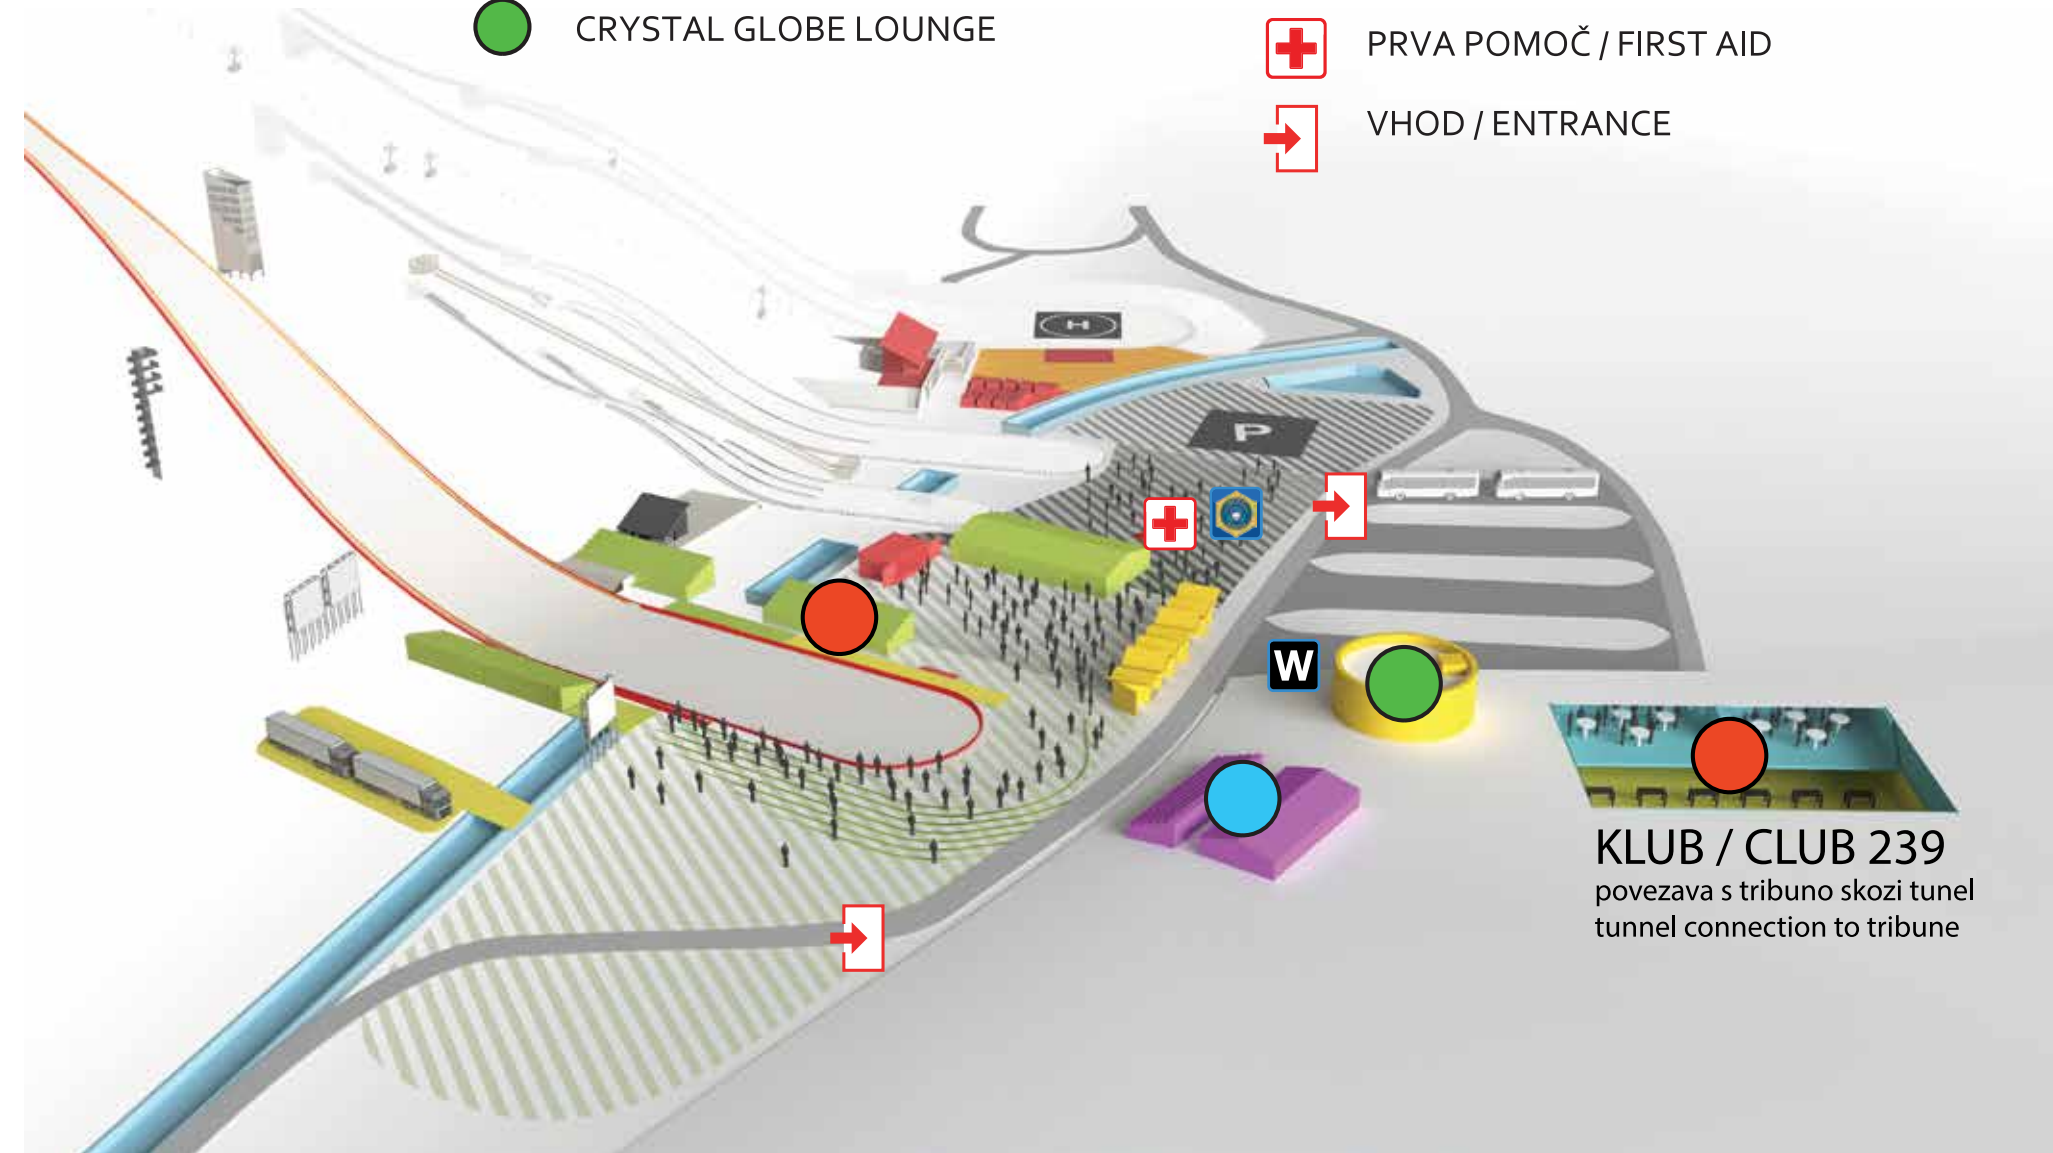 CRYSTAL GLOBE LOUNGE
PRVA POMOČ / FIRST AID
VHOD / ENTRANCE
H
P
W
KLUB / CLUB 239
povezava s tribuno skozi tunel
tunnel connection to tribune